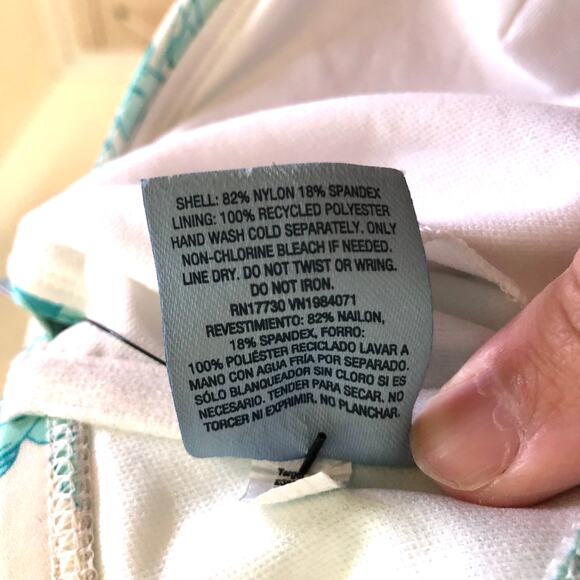 SHELL: 82% NYLON 18% SPANDEX
LINING: 100% RECYCLED POLYESTER
HAND WASH COLD SEPARATELY. ONLY
NON-CHLORINE BLEACH IF NEEDED.
LINE DRY. DO NOT TWIST OR WRING.
DO NOT IRON.
RN17730 VN1984071
REVESTIMIENTO: 82% NAILON,
18% SPANDEX, FORRO:
100% POLIÉSTER RECICLADO LAVAR A
MANO CON AGUA FRÍA POR SEPARADO.
SÓLO BLANQUEADOR SIN CLORO SI ES
NECESARIO. TENDER PARA SECAR. NO
TORCER NI EXPRIMIR. NO PLANCHAR.